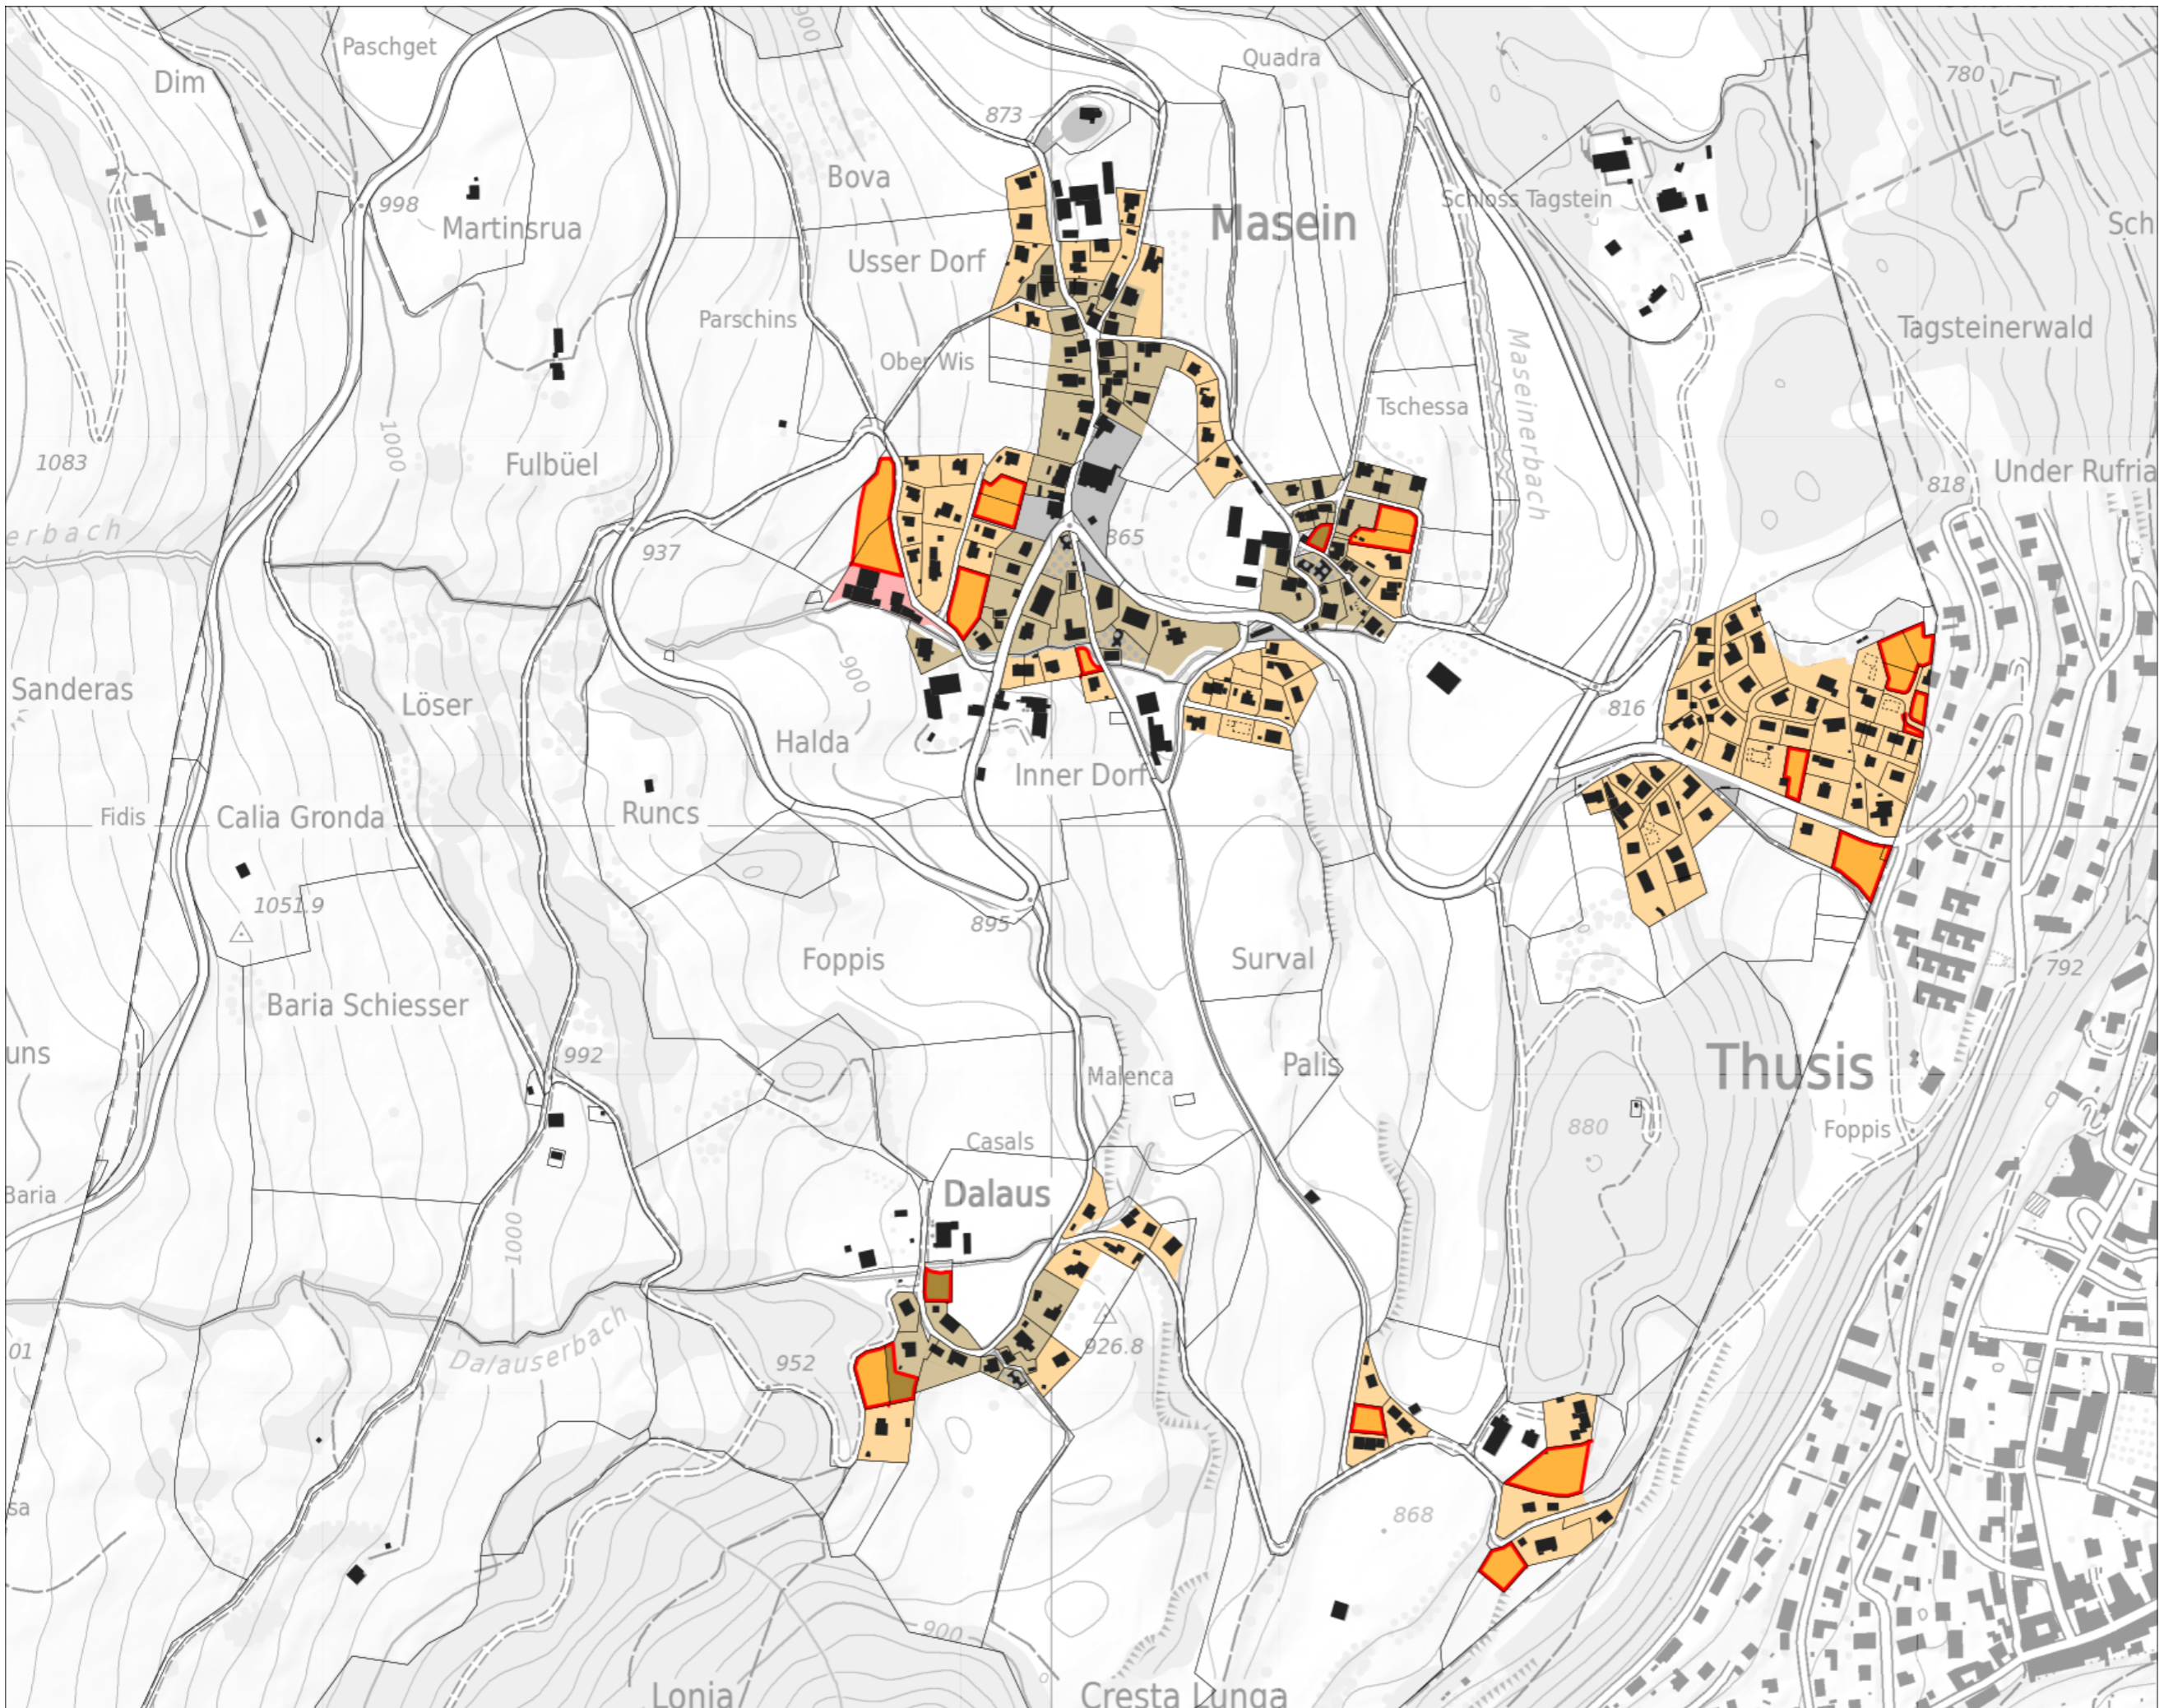 Paschget
900
Quadra
Dim
780
873
Bova
Schloss Tagstein
998
Masein
Martinsrua
Sch
Usser Dorf
Parschins
Tagsteinerwald
Ober Wis
Maseinerbach
Tschessa
1000
1083
Fulbüel
Under Rufria
818
erbach
937
865
900
Sanderas
Löser
816
Halda
Inner Dorf
Fidis
Calia Gronda
Runcs
1051.9
895
Foppis
Surval
792
Baria Schiesser
uns
992
Palis
Thusis
Malenca
880
Foppis
Casals
Baria
Dalaus
1000
Dalauserbach
926.8
01
952
sa
868
900
Lonja
Cresta Lunga